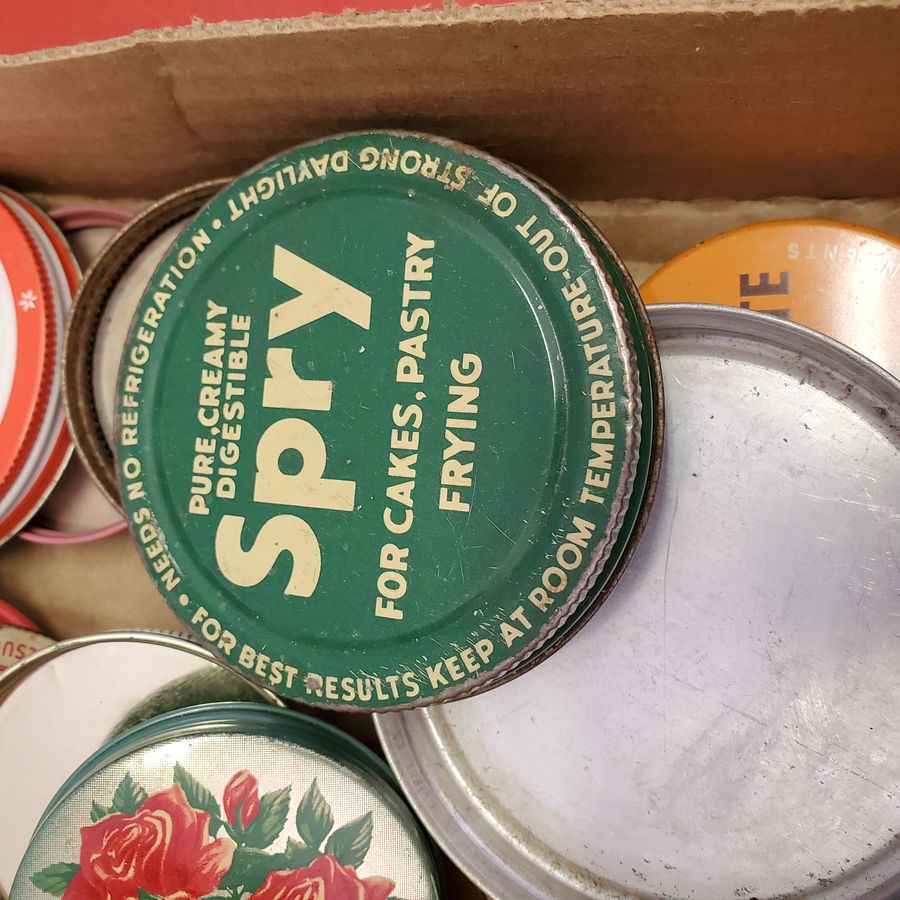 PURE, CREAMY
DIGESTIBLE
Spry
FOR CAKES, PASTRY
FRYING
NEEDS NO REFRIGERATION •
FOR BEST RESULTS KEEP AT ROOM TEMPERATURE-OUT OF STRONG DAYLIGHT •